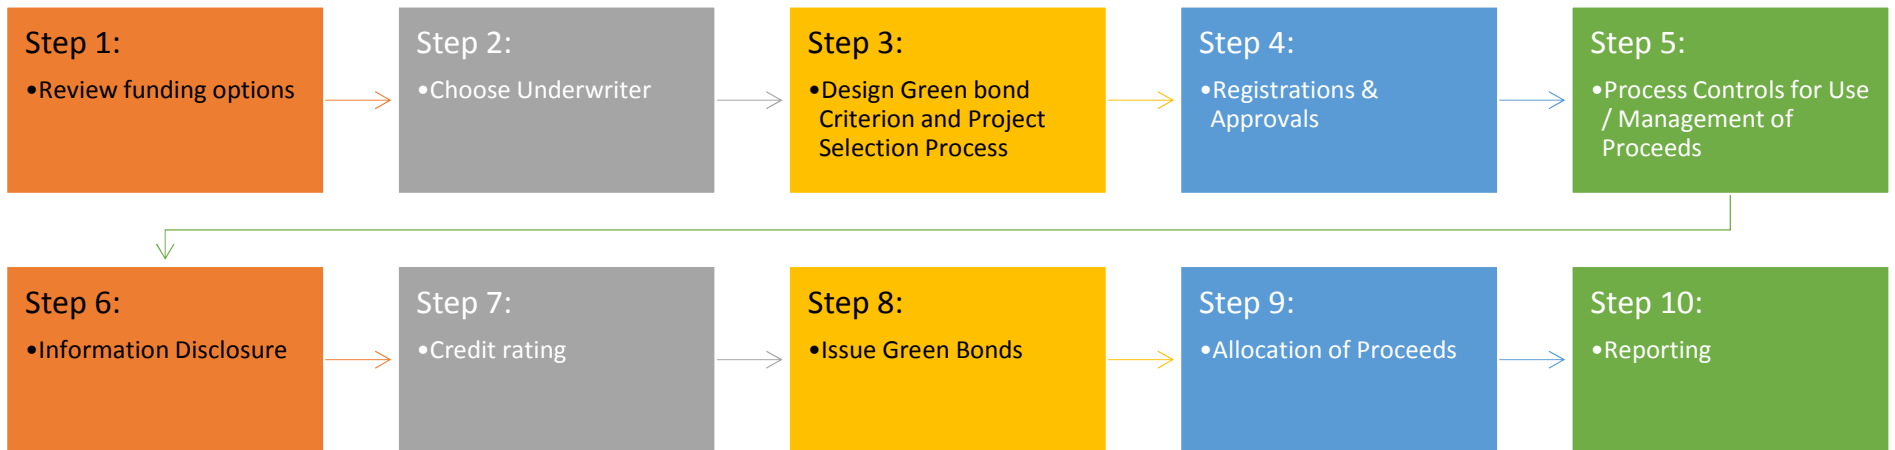 Step 1:
•Review funding options
Step 2:
•Choose Underwriter
Step 3:
•Design Green bond
Criterion and Project
Selection Process
Step 4:
•Registrations &
Approvals
Step 5:
•Process Controls for Use
/ Management of
Proceeds
Step 6:
•Information Disclosure
Step 7:
•Credit rating
Step 8:
•Issue Green Bonds
Step 9:
•Allocation of Proceeds
Step 10:
•Reporting